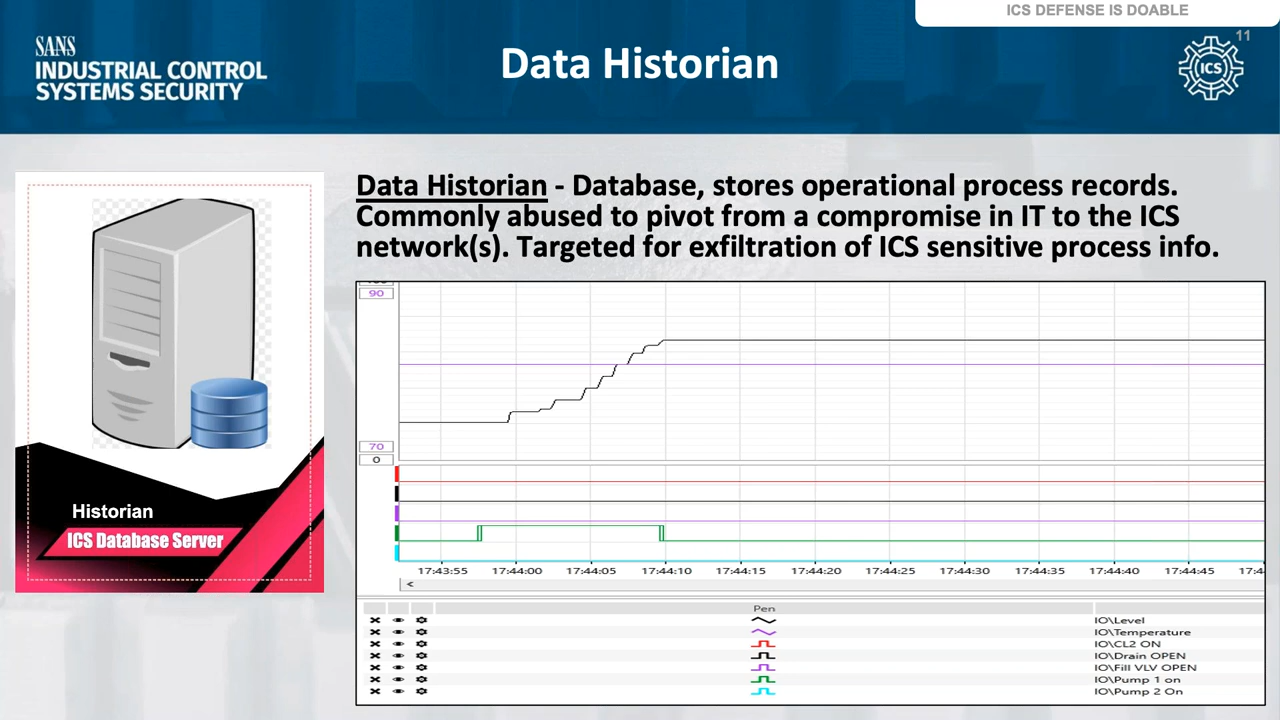 ICS DEFENSE IS DOABLE
11
SANS
INDUSTRIAL CONTROL
SYSTEMS SECURITY
Data Historian
ICS
Data Historian - Database, stores operational process records.
Commonly abused to pivot from a compromise in IT to the ICS
network(s). Targeted for exfiltration of ICS sensitive process info.
Historian
ICS Database Server
90
70
0
17:43:55 17:44:00 17:44:05 17:44:10 17:44:15 17:44:20 17:44:25 17:44:30 17:44:35 17:44:40 17:44:45
<
Pen
IO\Level
IO\Temperature
IO\CL2 ON
IO\Drain OPEN
IO\Fill VLV OPEN
IO\Pump 1 on
IO\Pump 2 On